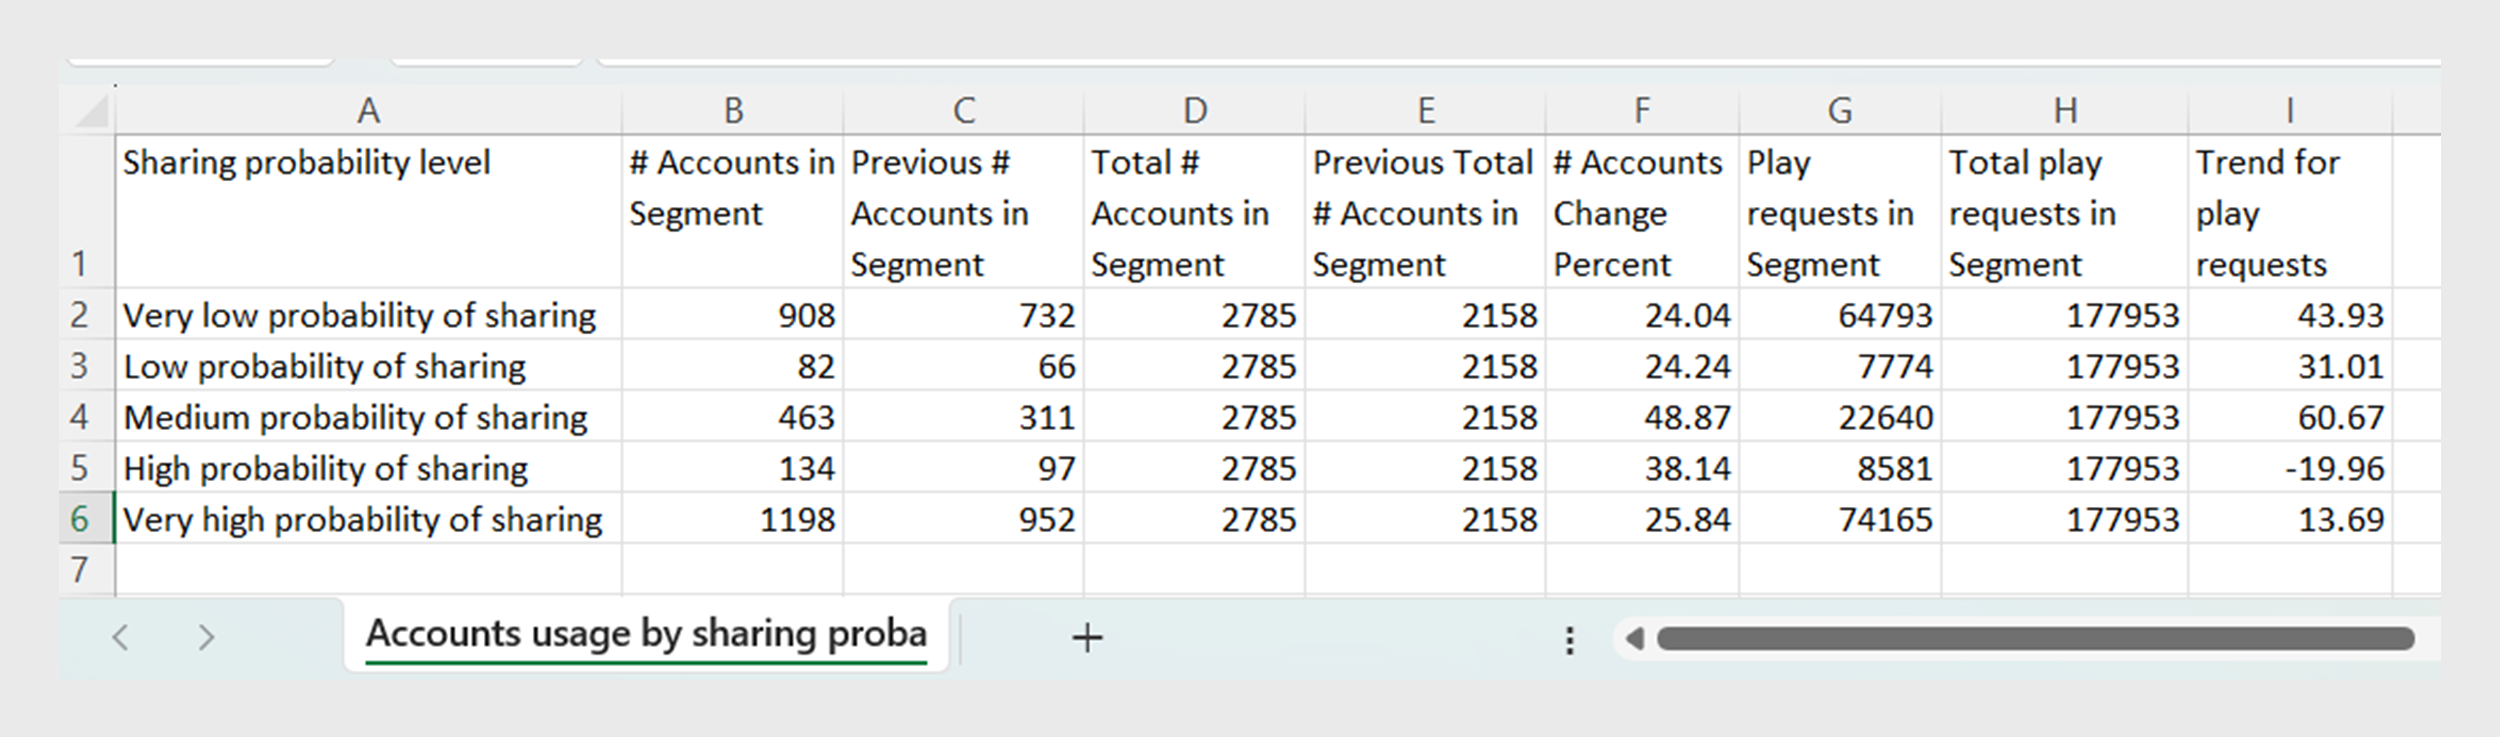 A B C D E F G H I
1 Sharing probability level # Accounts in Segment Previous # Accounts in Segment Total # Accounts in Segment Previous Total # Accounts in Segment # Accounts Change Percent Play requests in Segment Total play requests in Segment Trend for play requests
2 Very low probability of sharing 908 732 2785 2158 24.04 64793 177953 43.93
3 Low probability of sharing 82 66 2785 2158 24.24 7774 177953 31.01
4 Medium probability of sharing 463 311 2785 2158 48.87 22640 177953 60.67
5 High probability of sharing 134 97 2785 2158 38.14 8581 177953 -19.96
6 Very high probability of sharing 1198 952 2785 2158 25.84 74165 177953 13.69
7
Accounts usage by sharing proba